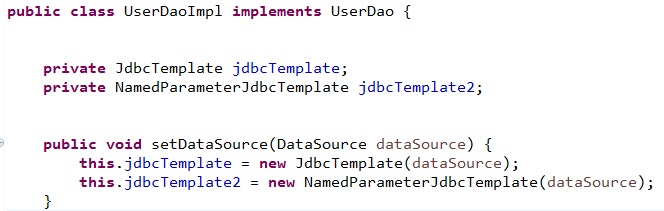 public class UserDaoImpl implements UserDao {
private JdbcTemplate jdbcTemplate;
private NamedParameterJdbcTemplate jdbcTemplate2;
public void setDataSource(DataSource dataSource) {
this.jdbcTemplate = new JdbcTemplate(dataSource);
this.jdbcTemplate2 = new NamedParameterJdbcTemplate(dataSource);
}